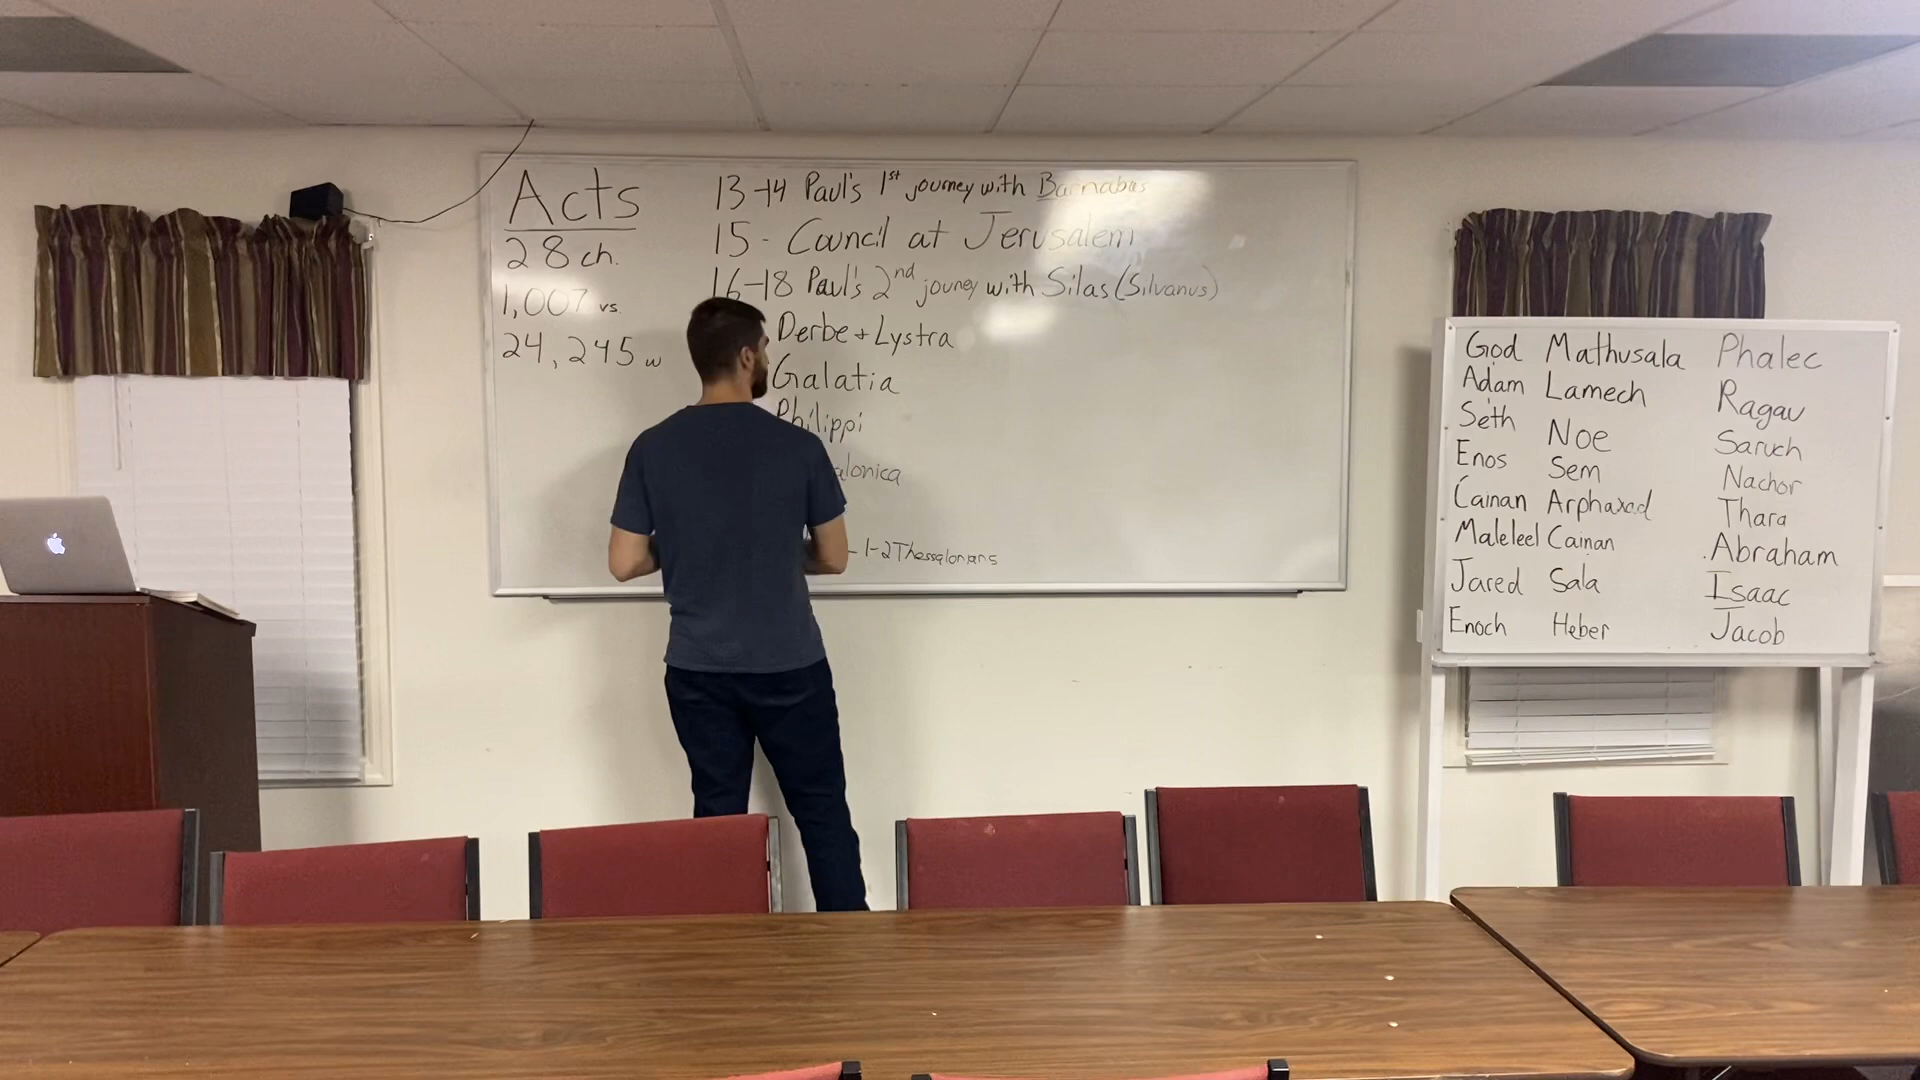 Acts
28 ch.
1,007 vs.
24,245 w
13-14 Paul's 1st journey with Barnabas
15 - Council at Jerusalem
16-18 Paul's 2nd jouney with Silas (Silvanus)
Derbe + Lystra
Galatia
Philippi
alonica
- 1-2 Thessalonians
God
Adam
Seth
Enos
Cainan
Maleleel
Jared
Enoch
Mathusala
Lamech
Noe
Sem
Arphaxad
Cainan
Sala
Heber
Phalec
Ragau
Saruch
Nachor
Thara
Abraham
Isaac
Jacob